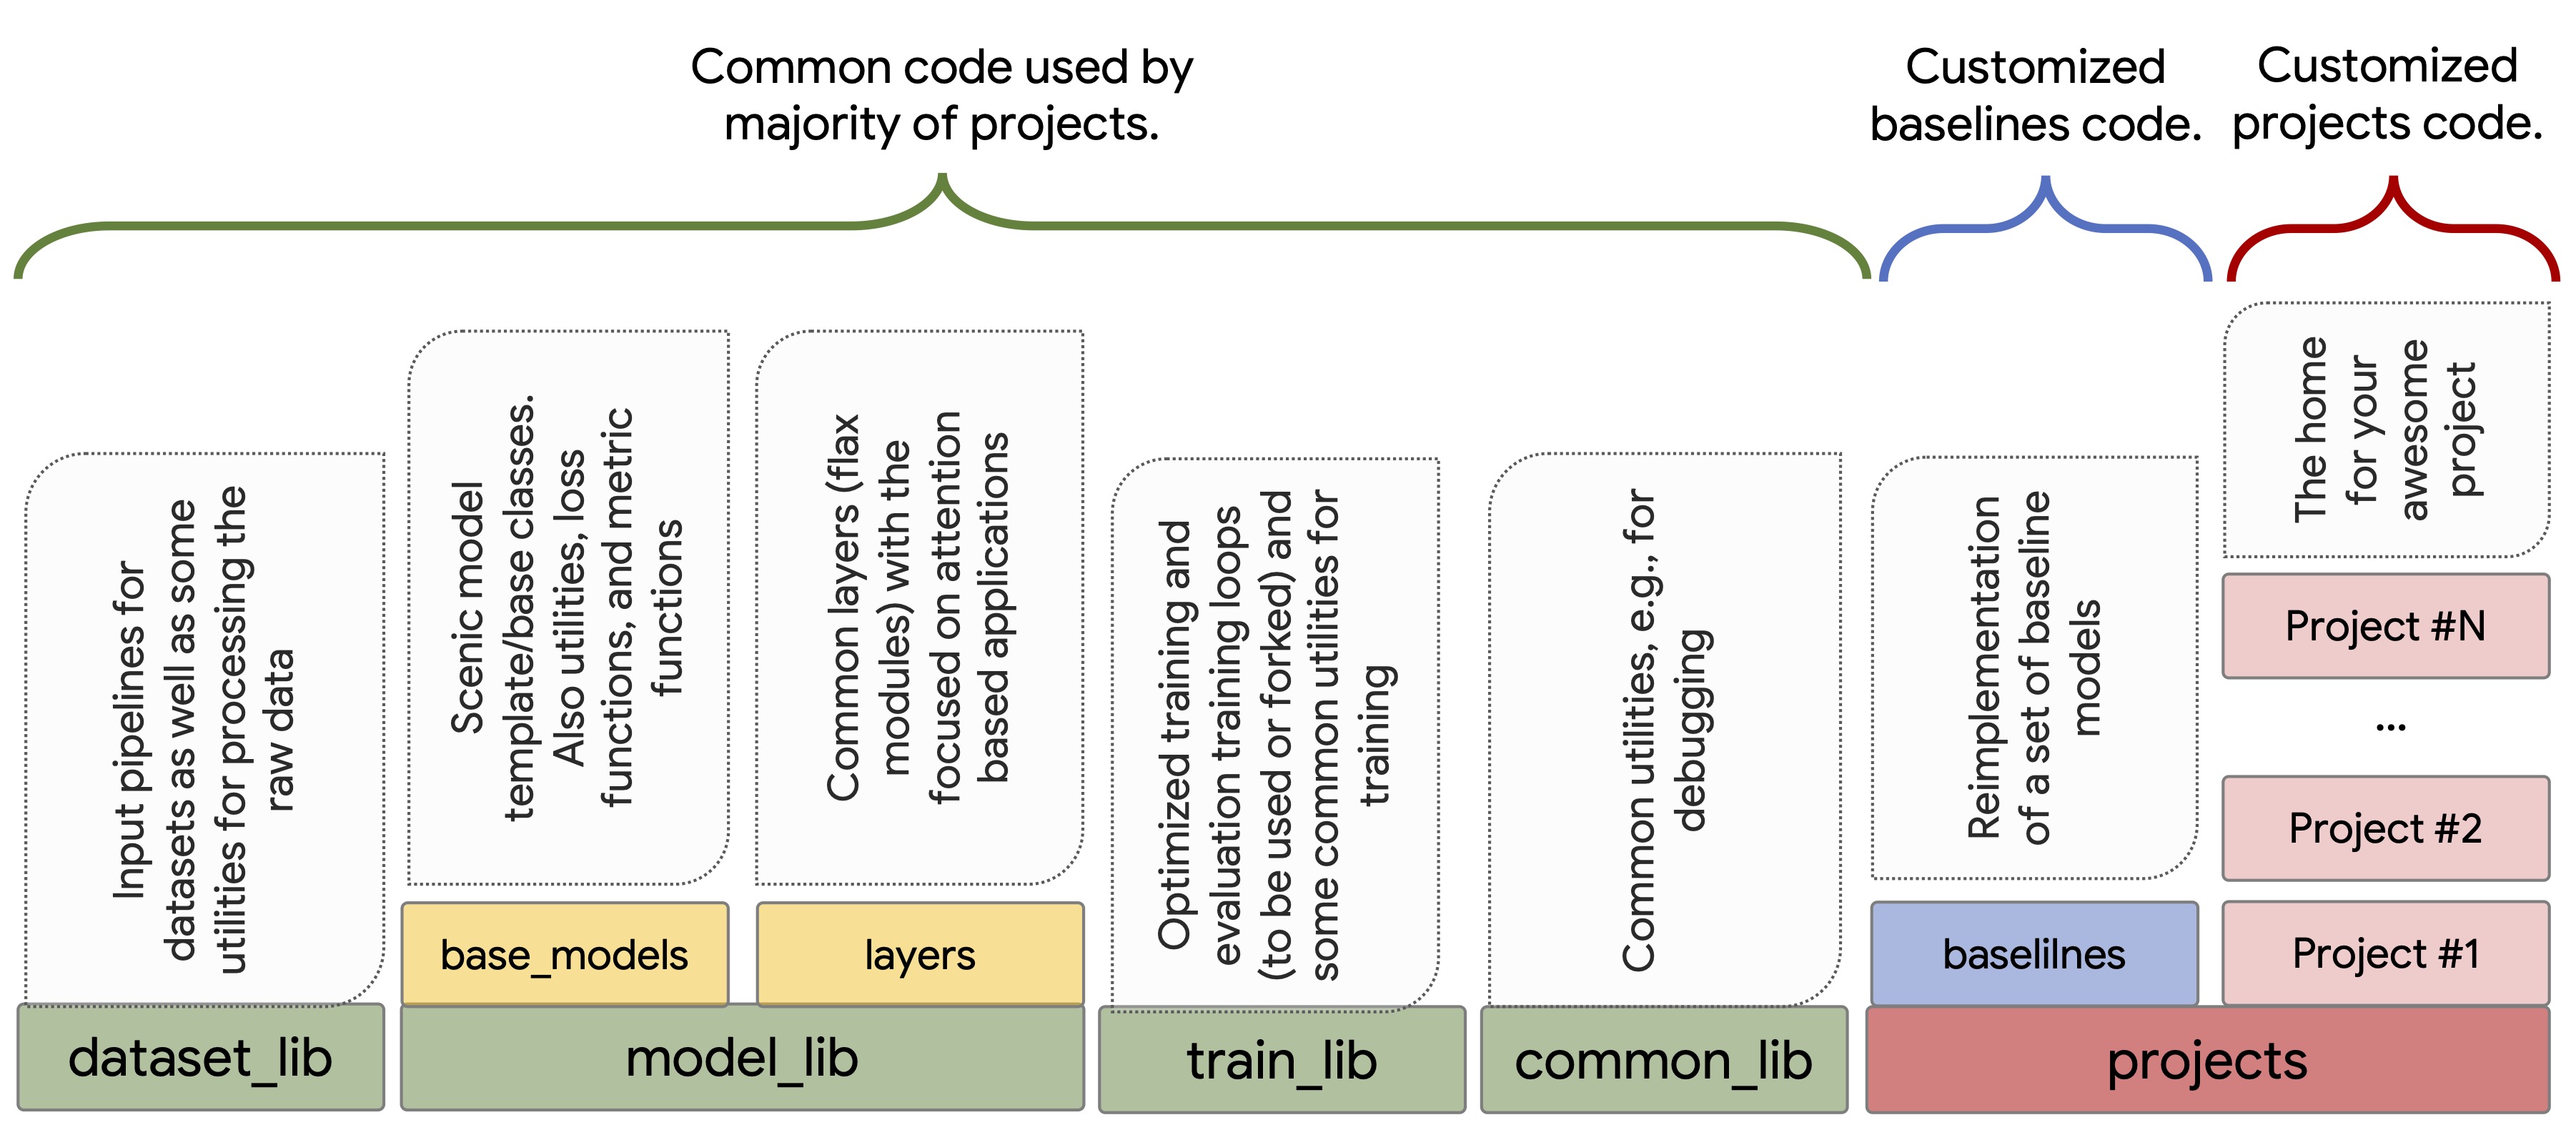 Common code used by
majority of projects.
Customized
baselines code.
Customized
projects code.
Input pipelines for
datasets as well as some
utilities for processing the
raw data
Scenic model
template/base classes.
Also utilities, loss
functions, and metric
functions
Common layers (flax
modules) with the
focused on attention
based applications
Optimized training and
evaluation training loops
(to be used or forked) and
some common utilities for
training
Common utilities, e.g., for
debugging
Reimplementation
of a set of baseline
models
The home
for your
awesome
project
Project #N
...
Project #2
base_models
layers
baselilnes
Project #1
dataset_lib
model_lib
train_lib
common_lib
projects